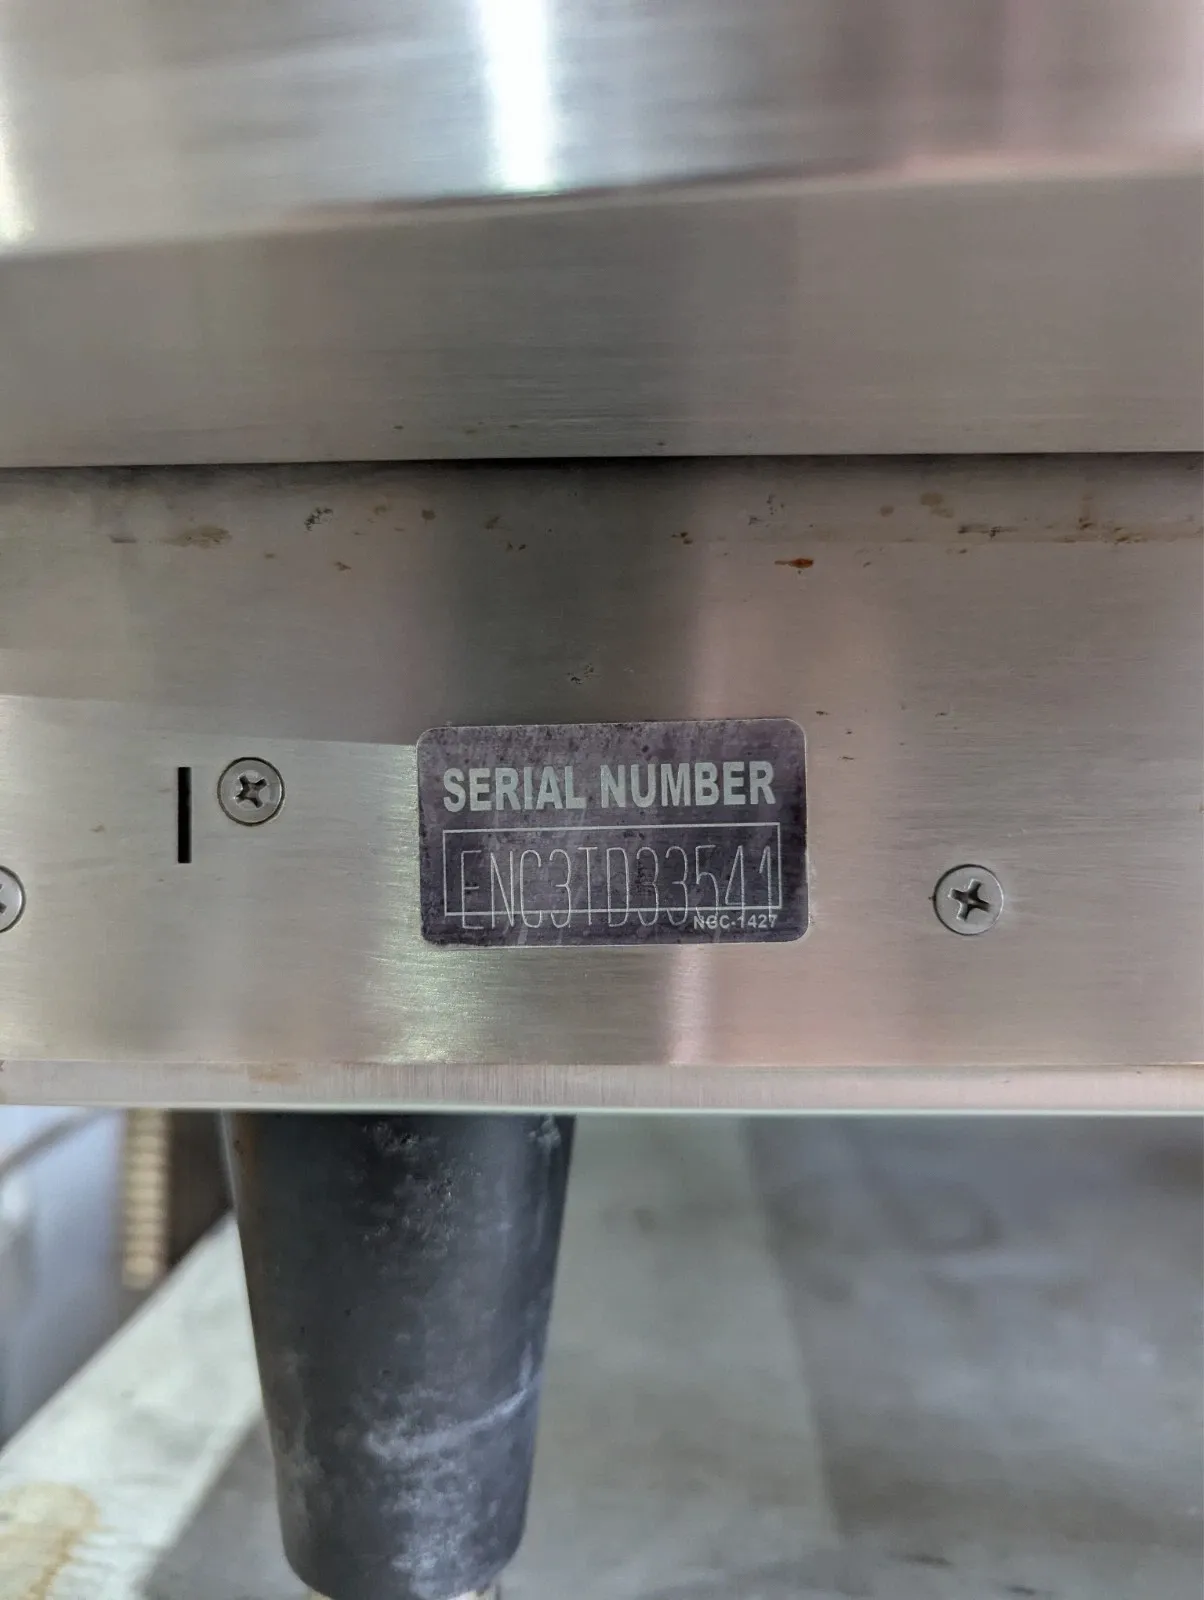 SERIAL NUMBER
ENC3TD33541
NGC-1427